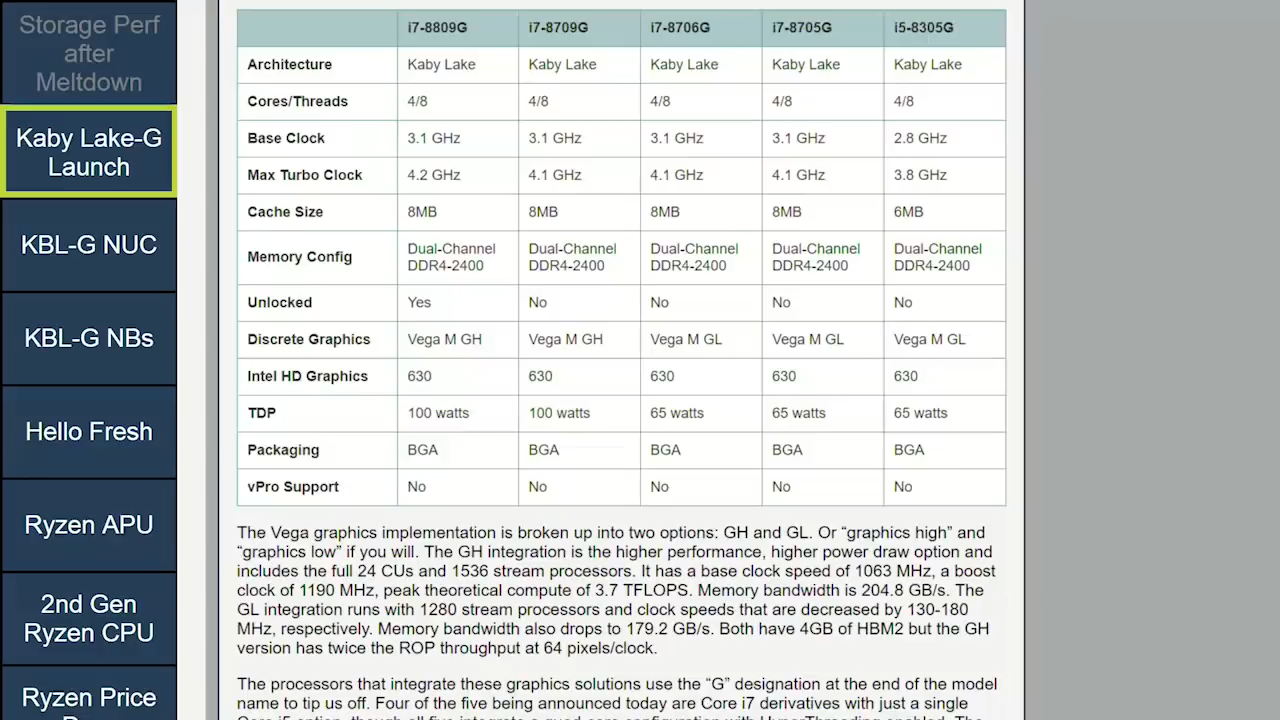 Storage Perf
after
Meltdown
Kaby Lake-G
Launch
KBL-G NUC
KBL-G NBs
Hello Fresh
Ryzen APU
2nd Gen
Ryzen CPU
Ryzen Price
i7-8809G i7-8709G i7-8706G i7-8705G i5-8305G
Architecture Kaby Lake Kaby Lake Kaby Lake Kaby Lake Kaby Lake
Cores/Threads 4/8 4/8 4/8 4/8 4/8
Base Clock 3.1 GHz 3.1 GHz 3.1 GHz 3.1 GHz 2.8 GHz
Max Turbo Clock 4.2 GHz 4.1 GHz 4.1 GHz 4.1 GHz 3.8 GHz
Cache Size 8MB 8MB 8MB 8MB 6MB
Memory Config Dual-Channel DDR4-2400 Dual-Channel DDR4-2400 Dual-Channel DDR4-2400 Dual-Channel DDR4-2400 Dual-Channel DDR4-2400
Unlocked Yes No No No No
Discrete Graphics Vega M GH Vega M GH Vega M GL Vega M GL Vega M GL
Intel HD Graphics 630 630 630 630 630
TDP 100 watts 100 watts 65 watts 65 watts 65 watts
Packaging BGA BGA BGA BGA BGA
vPro Support No No No No No
The Vega graphics implementation is broken up into two options: GH and GL. Or “graphics high” and
“graphics low” if you will. The GH integration is the higher performance, higher power draw option and
includes the full 24 CUs and 1536 stream processors. It has a base clock speed of 1063 MHz, a boost
clock of 1190 MHz, peak theoretical compute of 3.7 TFLOPS. Memory bandwidth is 204.8 GB/s. The
GL integration runs with 1280 stream processors and clock speeds that are decreased by 130-180
MHz, respectively. Memory bandwidth also drops to 179.2 GB/s. Both have 4GB of HBM2 but the GH
version has twice the ROP throughput at 64 pixels/clock.
The processors that integrate these graphics solutions use the “G” designation at the end of the model
name to tip us off. Four of the five being announced today are Core i7 derivatives with just a single
Core i5 option, though all five integrate a quad-core configuration with HyperThreading enabled. The